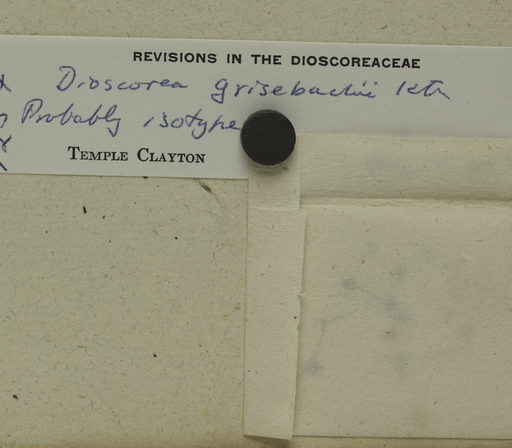 REVISIONS IN THE DIOSCOREACEAE
Dioscorea grisebachii Kth
Probably isotype
TEMPLE CLAYTON